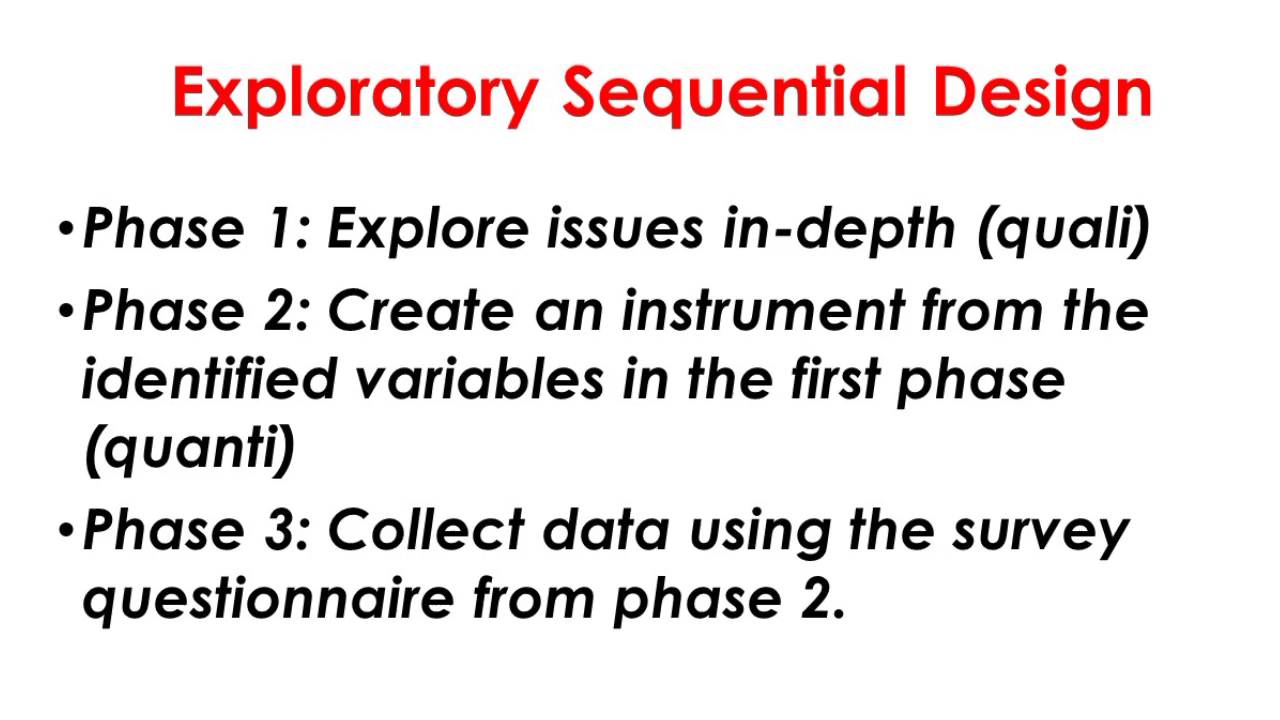 Exploratory Sequential Design
•Phase 1: Explore issues in-depth (quali)
•Phase 2: Create an instrument from the
identified variables in the first phase
(quanti)
•Phase 3: Collect data using the survey
questionnaire from phase 2.